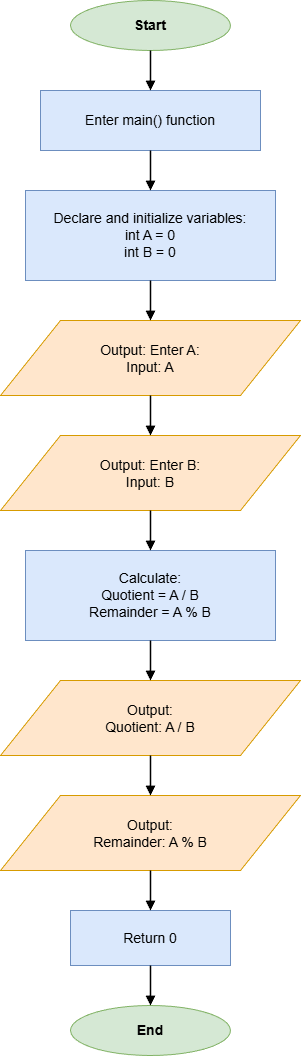 Start
Enter main() function
Declare and initialize variables:
int A = 0
int B = 0
Output: Enter A:
Input: A
Output: Enter B:
Input: B
Calculate:
Quotient = A / B
Remainder = A % B
Output:
Quotient: A / B
Output:
Remainder: A % B
Return 0
End